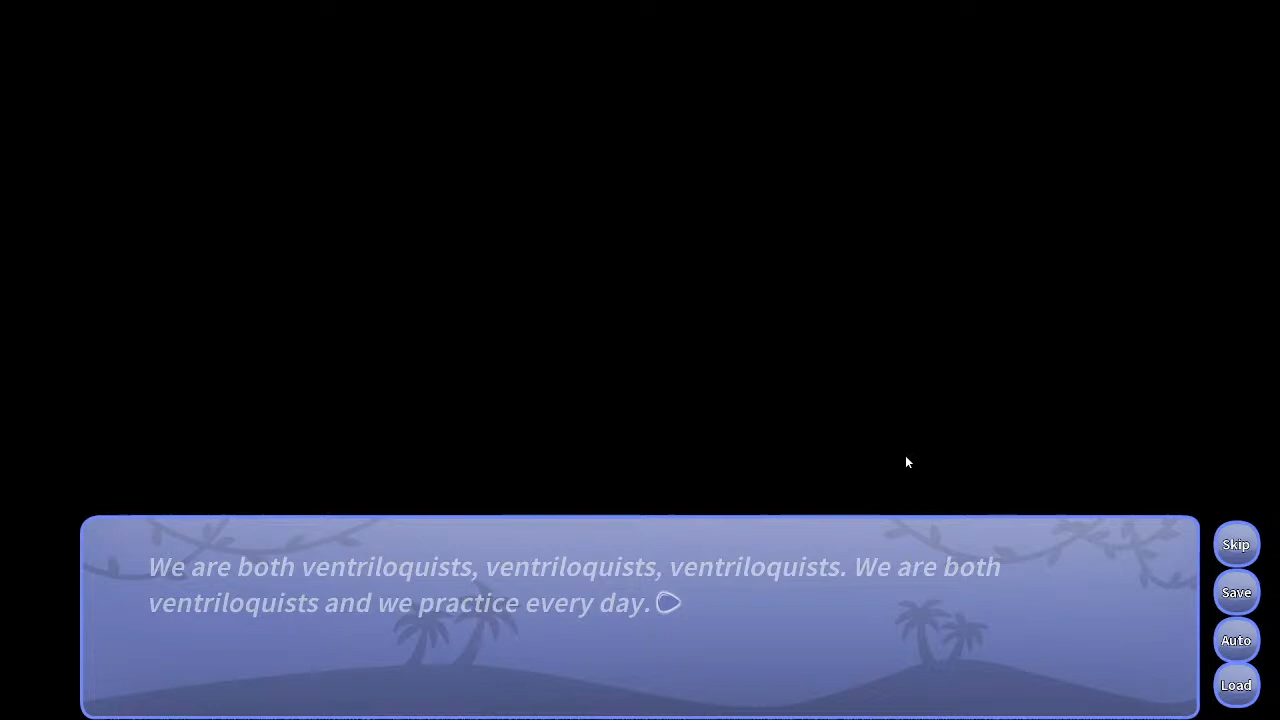 We are both ventriloquists, ventriloquists, ventriloquists. We are both
ventriloquists and we practice every day.
Skip
Save
Auto
Load